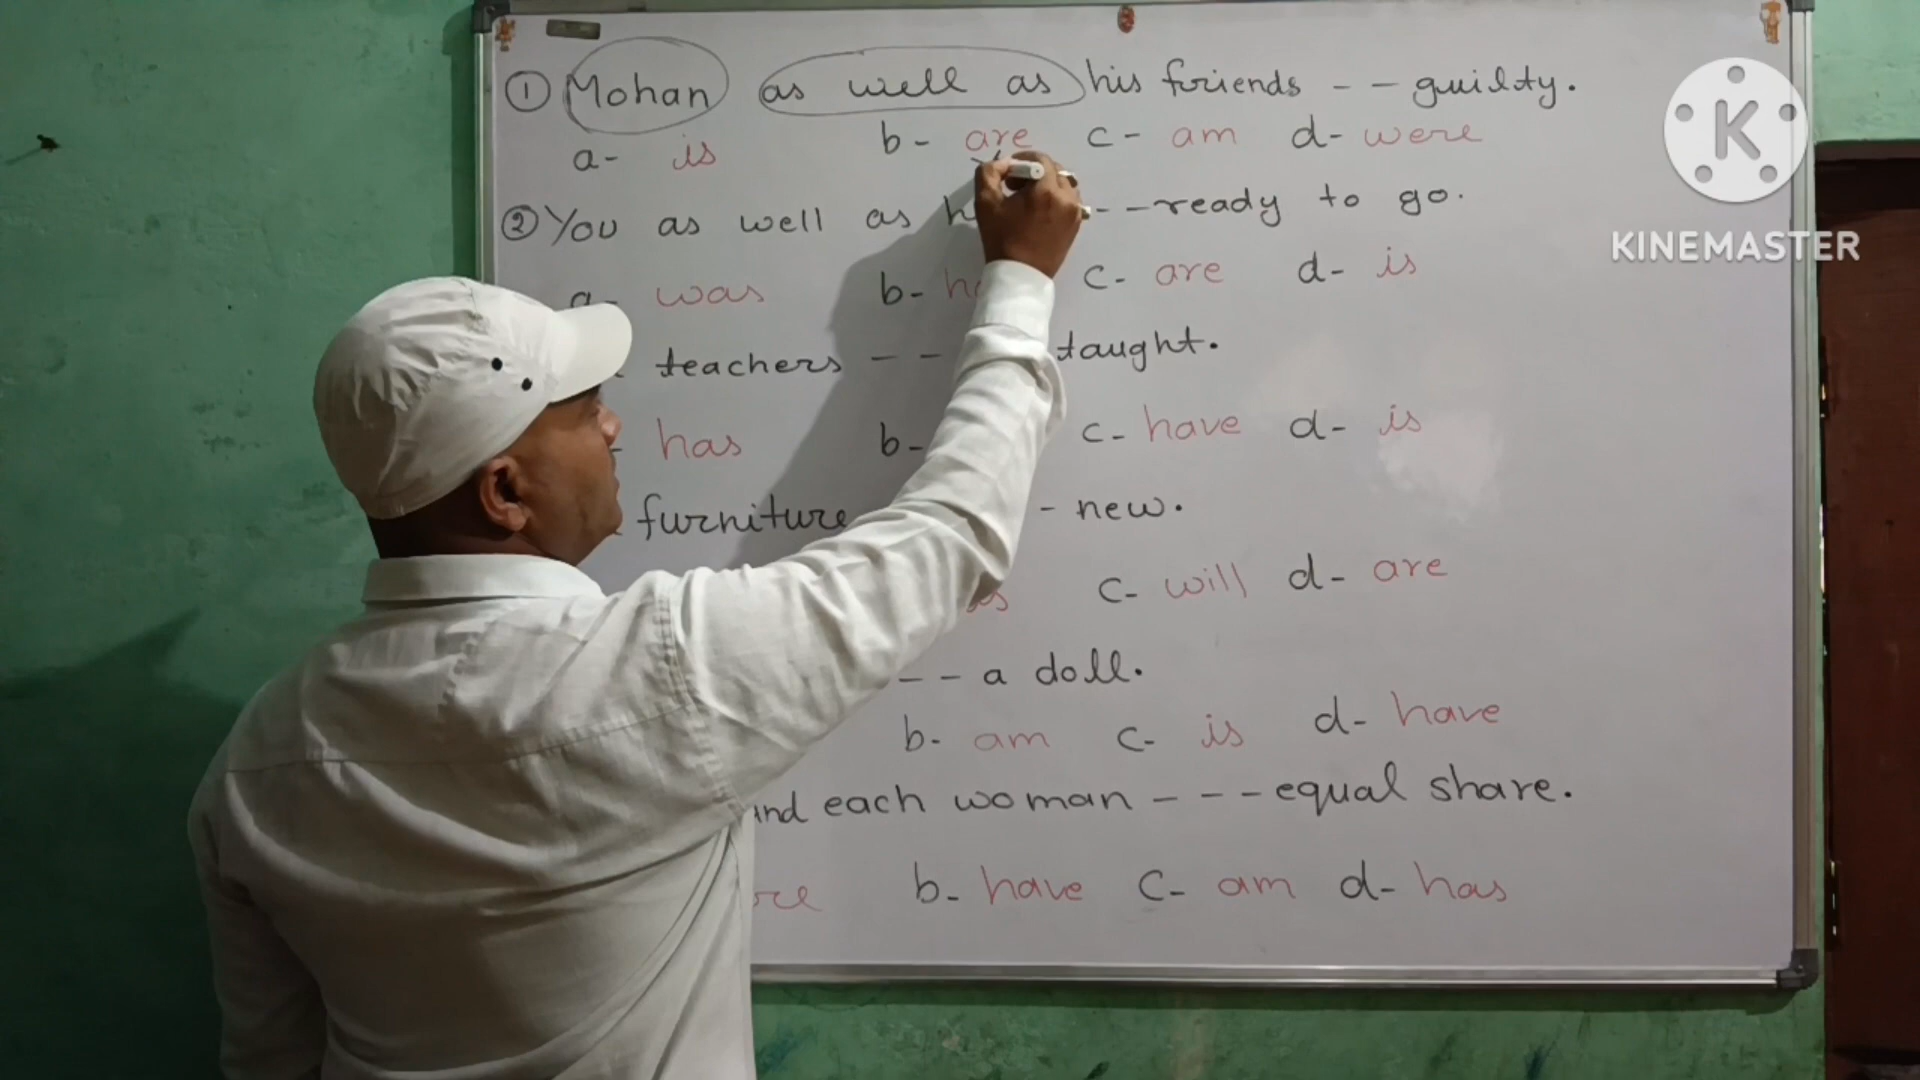 ① Mohan as well as his friends - - guilty.
a- is b- are c- am d- were
② You as well as - - ready to go.
a- was b- c- are d- is
teachers - - taught.
has b- c- have d- is
furniture - new.
is c- will d- are
- - a doll.
b- am c- is d- have
and each woman - - - equal share.
b- have c- am d- has
K
KINEMASTER